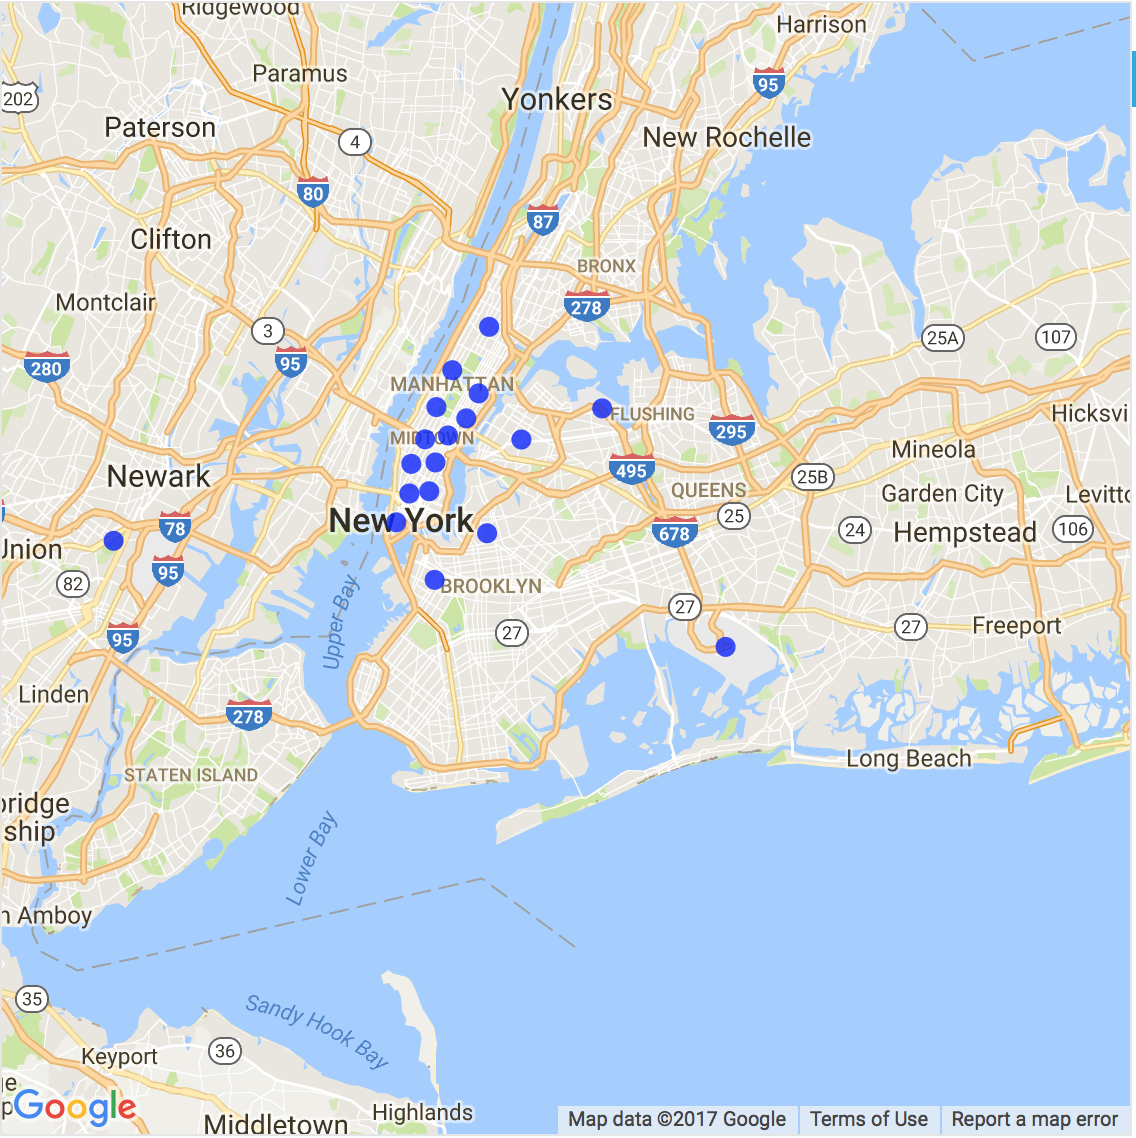 Ridgewood
Harrison
Paramus
95
202
Yonkers
Paterson
4
New Rochelle
80
87
Clifton
BRONX
Montclair
278
3
25A
107
95
280
MANHATTAN
FLUSHING
Hicksvi
295
MIDTOWN
Mineola
495
Newark
25B
QUEENS
Garden City
Levitto
25
New York
78
678
24
Hempstead
106
Union
95
82
BROOKLYN
27
Upper Bay
27
27
Freeport
95
Linden
278
Long Beach
STATEN ISLAND
bridge
ship
Lower Bay
n Amboy
35
Sandy Hook Bay
36
Keyport
ge
p
Google
Highlands
Middletown
Map data ©2017 Google
Terms of Use
Report a map error